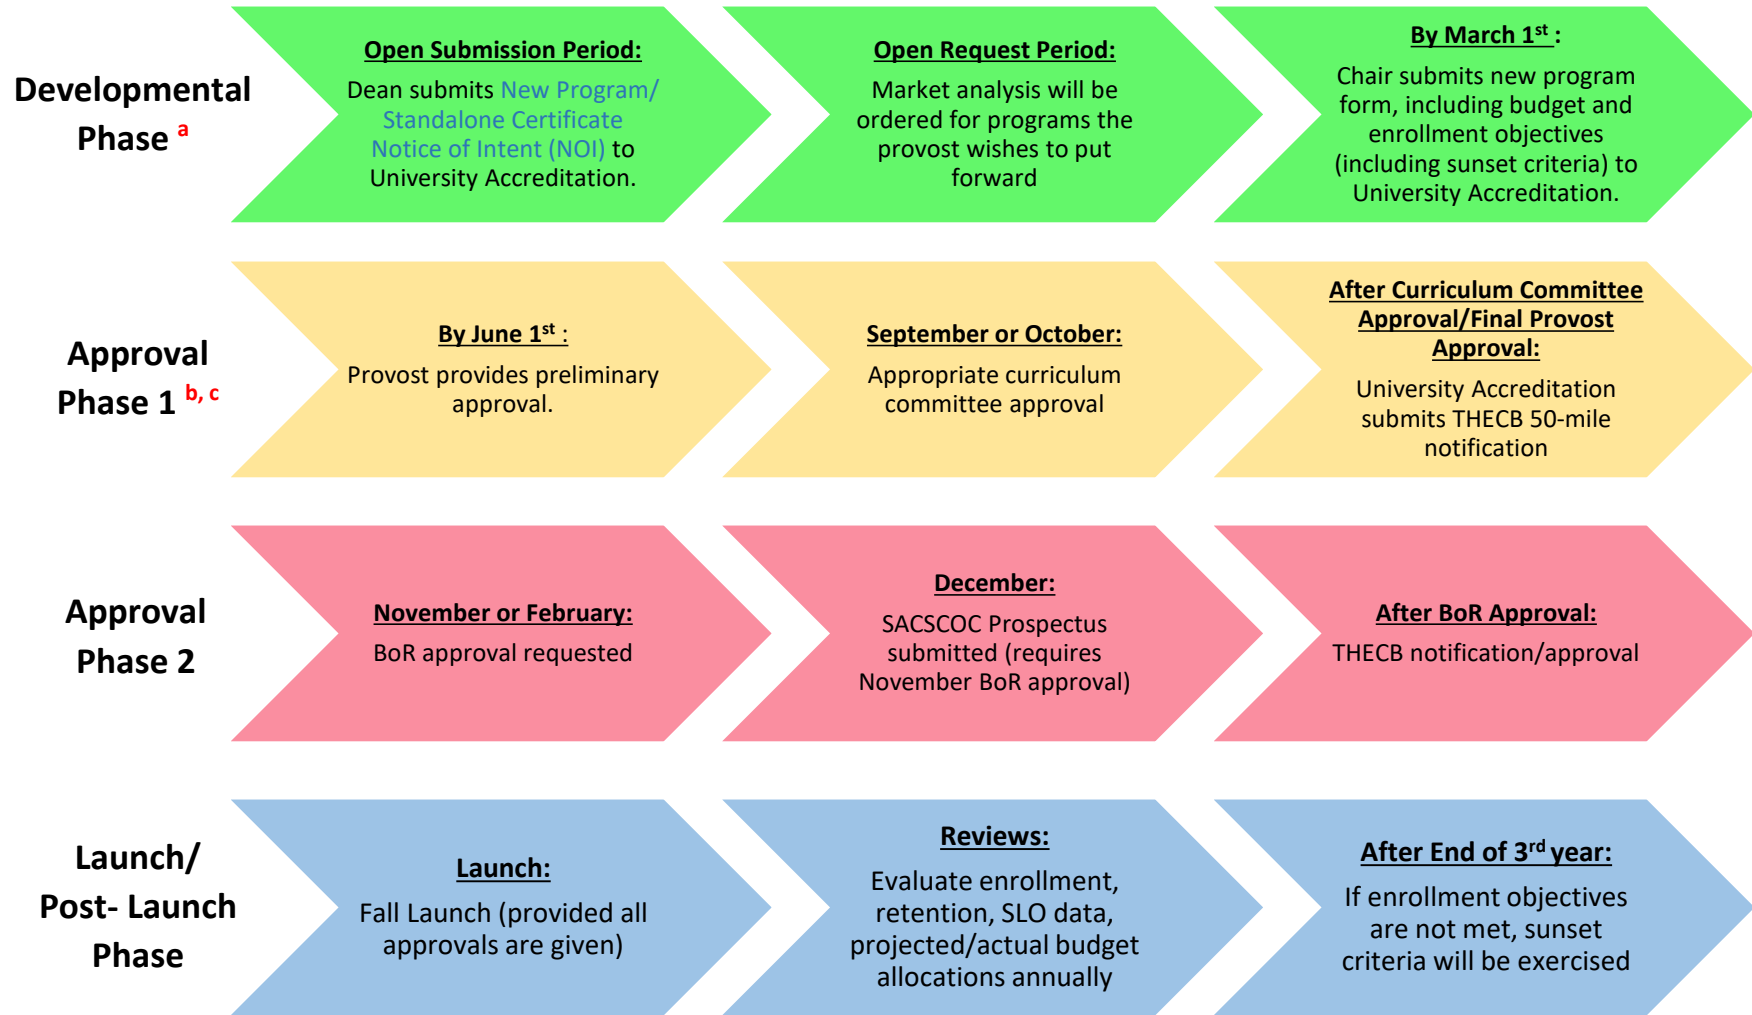 Developmental
Phase a
Open Submission Period:
Dean submits New Program/
Standalone Certificate
Notice of Intent (NOI) to
University Accreditation.
Open Request Period:
Market analysis will be
ordered for programs the
provost wishes to put
forward
By March 1st :
Chair submits new program
form, including budget and
enrollment objectives
(including sunset criteria) to
University Accreditation.
Approval
Phase 1 b, c
By June 1st :
Provost provides preliminary
approval.
September or October:
Appropriate curriculum
committee approval
After Curriculum Committee
Approval/Final Provost
Approval:
University Accreditation
submits THECB 50-mile
notification
Approval
Phase 2
November or February:
BoR approval requested
December:
SACSCOC Prospectus
submitted (requires
November BoR approval)
After BoR Approval:
THECB notification/approval
Launch/
Post- Launch
Phase
Launch:
Fall Launch (provided all
approvals are given)
Reviews:
Evaluate enrollment,
retention, SLO data,
projected/actual budget
allocations annually
After End of 3rd year:
If enrollment objectives
are not met, sunset
criteria will be exercised